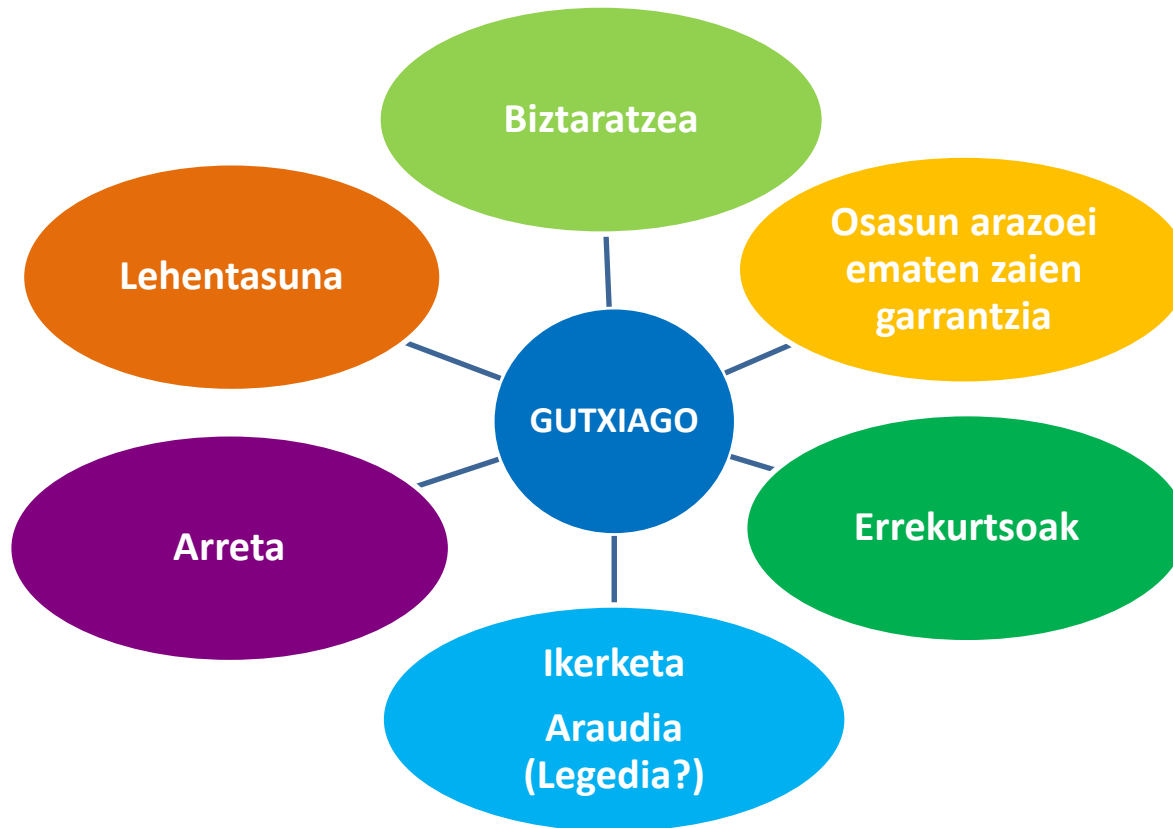 Biztaratzea
Osasun arazoei
ematen zaien
garrantzia
Lehentasuna
GUTXIAGO
Errekurtsoak
Arreta
Ikerketa
Araudia
(Legedia?)